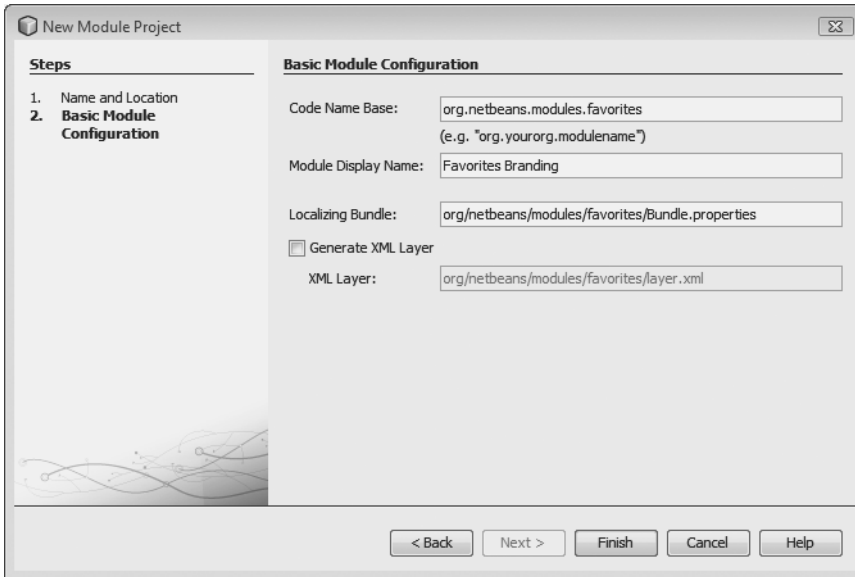 New Module Project
Steps
1. Name and Location
2. Basic Module
Configuration
Basic Module Configuration
Code Name Base: org.netbeans.modules.favorites
(e.g. "org.yourorg.modulename")
Module Display Name: Favorites Branding
Localizing Bundle: org/netbeans/modules/favorites/Bundle.properties
Generate XML Layer
XML Layer: org/netbeans/modules/favorites/layer.xml
< Back Next > Finish Cancel Help